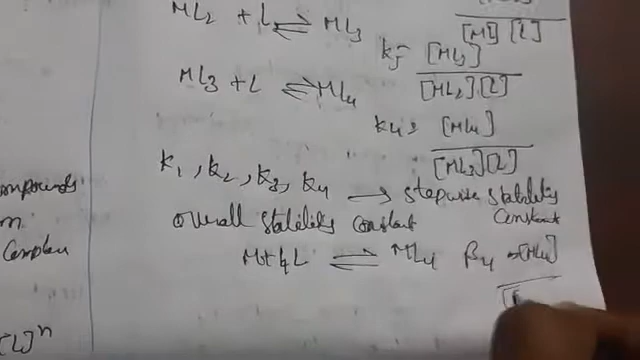 ML2 + L ⇌ ML3
[M] [L]
K3 = [ML3]
[ML2] [L]
ML3 + L ⇌ ML4
K4 = [ML4]
[ML3] [L]
K1, K2, K3, K4 → stepwise stability constant
overall stability constant
M + 4L ⇌ ML4 β4 = [ML4]
compounds
n
Complex
[L]^n